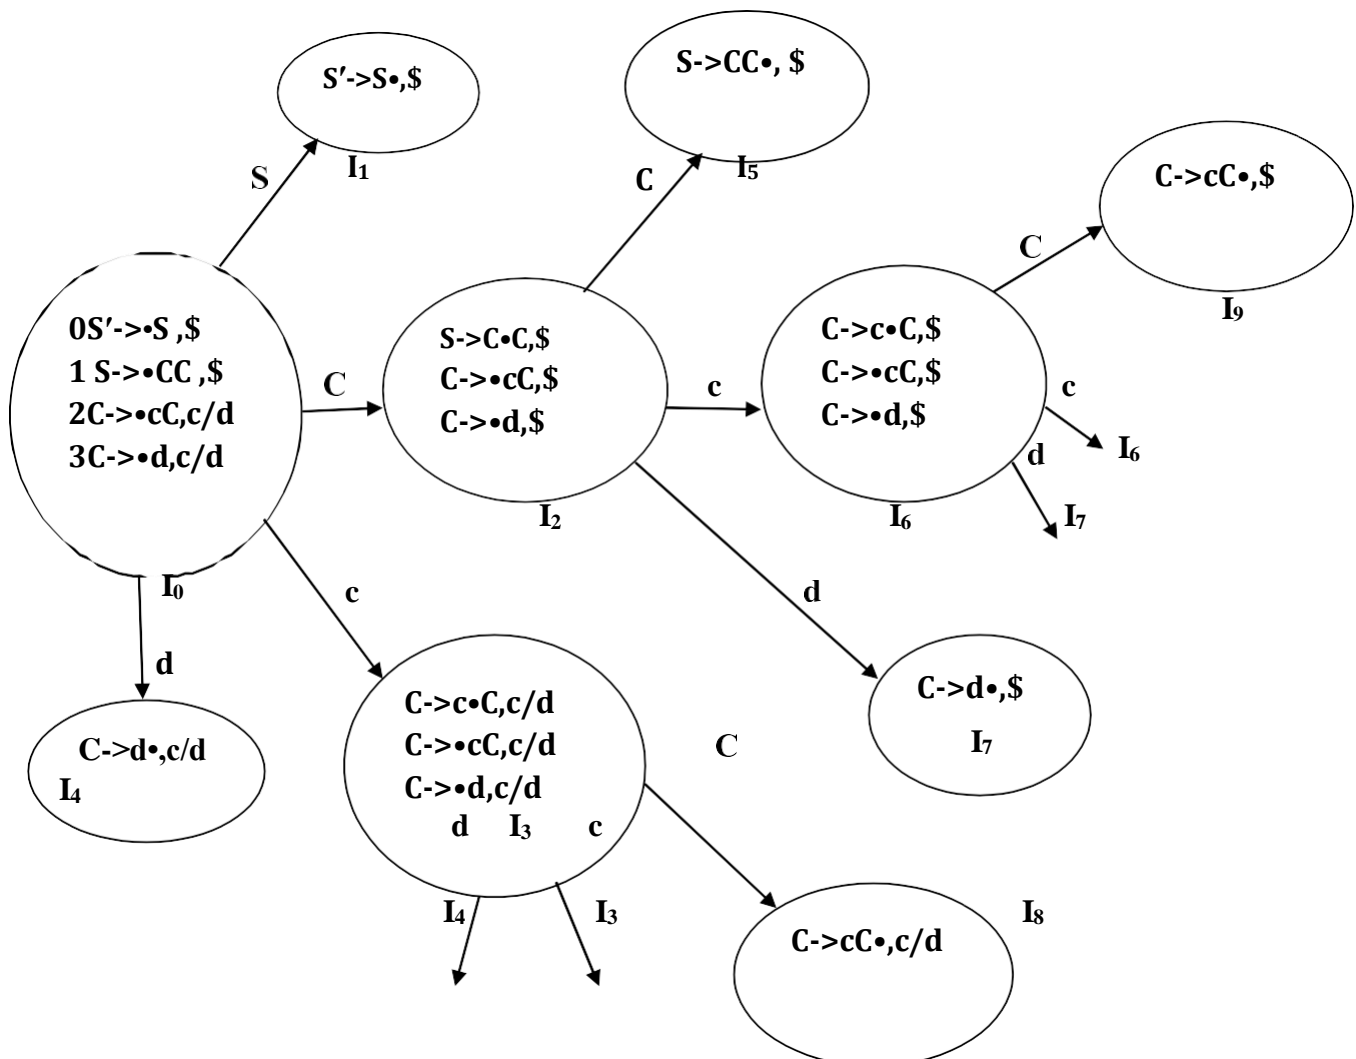 S'->S•,$
I1
S
S->CC•, $
I5
C
C->cC•,$
I9
C
0S'->•S ,$
1 S->•CC ,$
2C->•cC,c/d
3C->•d,c/d
I0
C
S->C•C,$
C->•cC,$
C->•d,$
I2
c
C->c•C,$
C->•cC,$
C->•d,$
I6
c
I6
d
I7
d
c
d
C->d•,$
I7
C->d•,c/d
I4
C->c•C,c/d
C->•cC,c/d
C->•d,c/d
d I3 c
C
I4
I3
I8
C->cC•,c/d